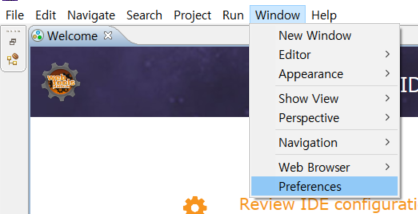 File Edit Navigate Search Project Run Window Help
Welcome
New Window
Editor
Appearance
Show View
Perspective
Navigation
Web Browser
Preferences
ID
Review IDE configurati